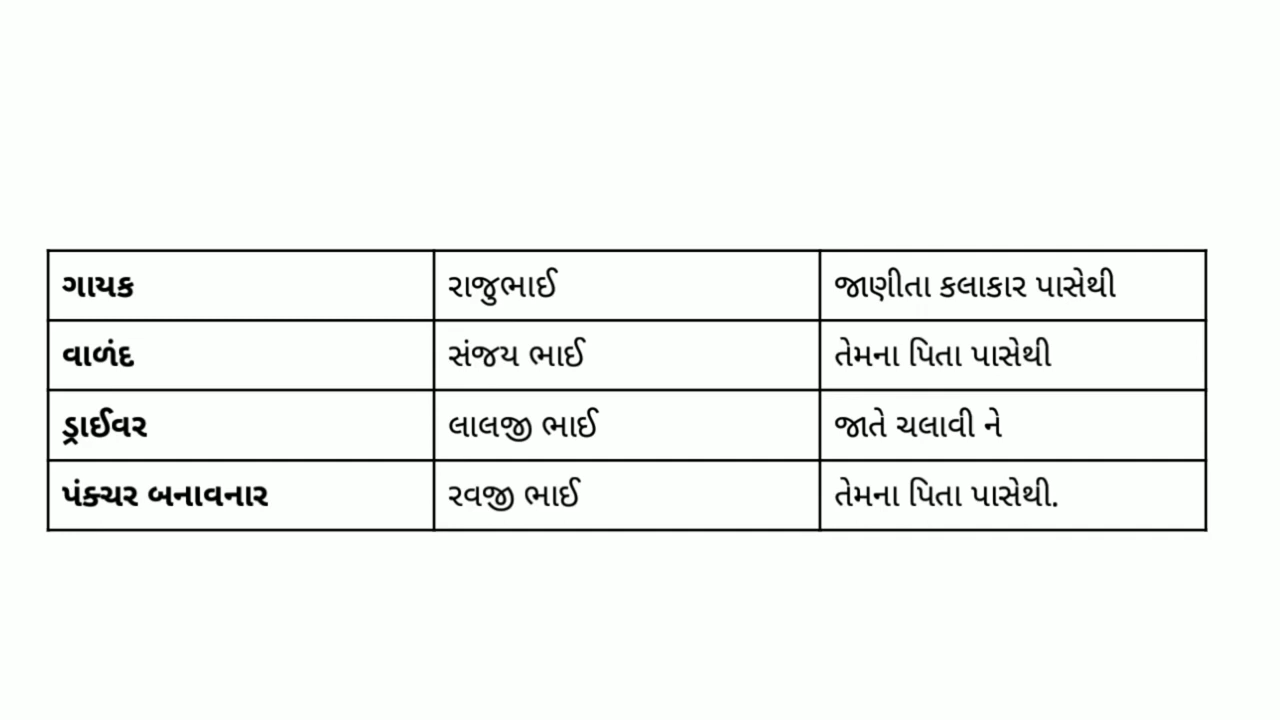 ગાયક રાજુભાઈ જાણીતા કલાકાર પાસેથી
વાળંદ સંજય ભાઈ તેમના પિતા પાસેથી
ડ્રાઈવર લાલજી ભાઈ જાતે ચલાવી ને
પંક્ચર બનાવનાર રવજી ભાઈ તેમના પિતા પાસેથી.